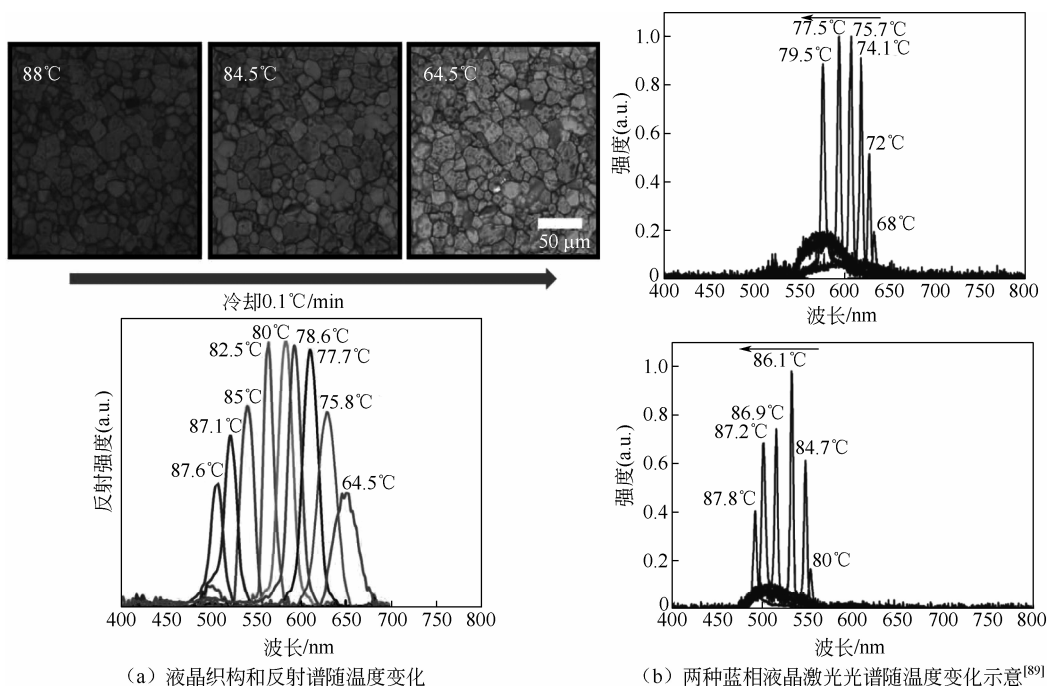 88℃
84.5℃
64.5℃
50 μm
冷却0.1℃/min
反射强度(a.u.)
87.6℃
87.1℃
85℃
82.5℃
80℃
78.6℃
77.7℃
75.8℃
64.5℃
400 450 500 550 600 650 700 750 800
波长/nm
(a) 液晶织构和反射谱随温度变化
强度(a.u.)
1.0
0.8
0.6
0.4
0.2
0
79.5℃
77.5℃
75.7℃
74.1℃
72℃
68℃
400 450 500 550 600 650 700 750 800
波长/nm
强度(a.u.)
1.0
0.8
0.6
0.4
0.2
0
87.8℃
87.2℃
86.9℃
86.1℃
84.7℃
80℃
400 450 500 550 600 650 700 750 800
波长/nm
(b) 两种蓝相液晶激光光谱随温度变化示意[89]